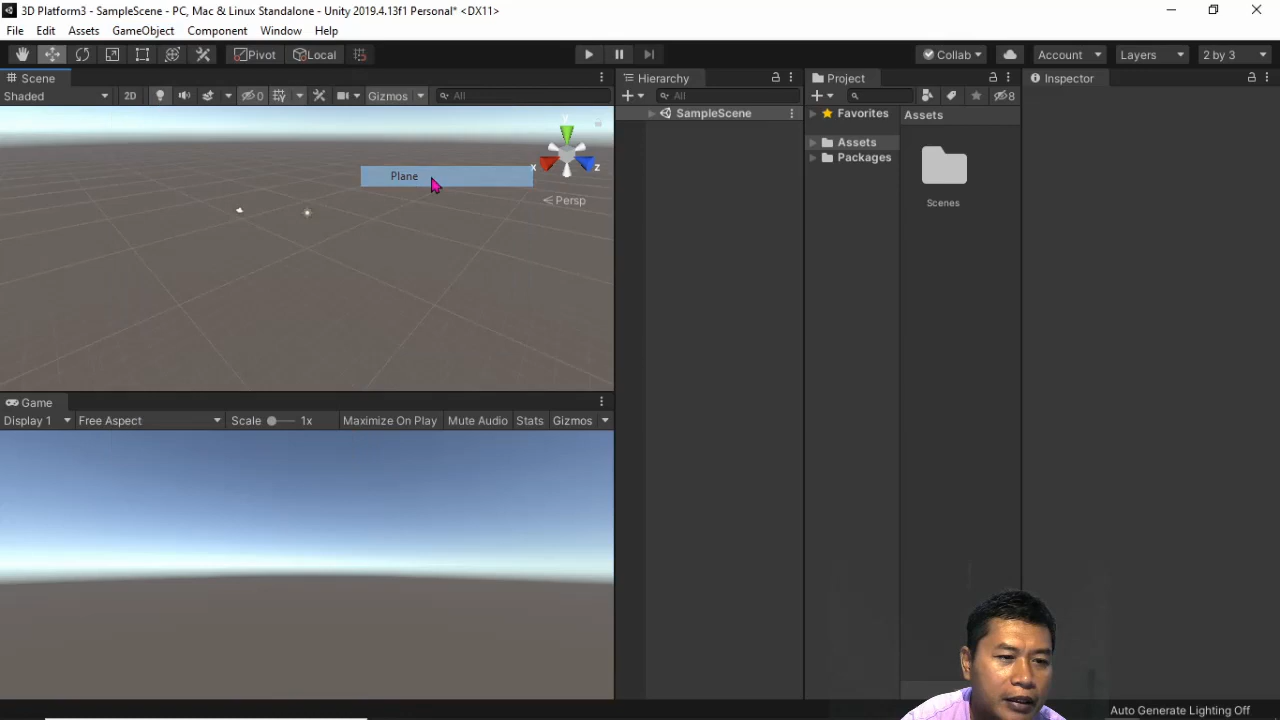 3D Platform3 - SampleScene - PC, Mac & Linux Standalone - Unity 2019.4.13f1 Personal* <DX11>
File Edit Assets GameObject Component Window Help
Pivot Local Collab Account Layers 2 by 3
Scene
Shaded 2D 0 Gizmos All
Plane
y
x
z
Persp
Hierarchy
All
SampleScene
Project
8
Favorites
Assets
Packages
Assets
Scenes
Inspector
Game
Display 1 Free Aspect Scale 1x Maximize On Play Mute Audio Stats Gizmos
Auto Generate Lighting Off